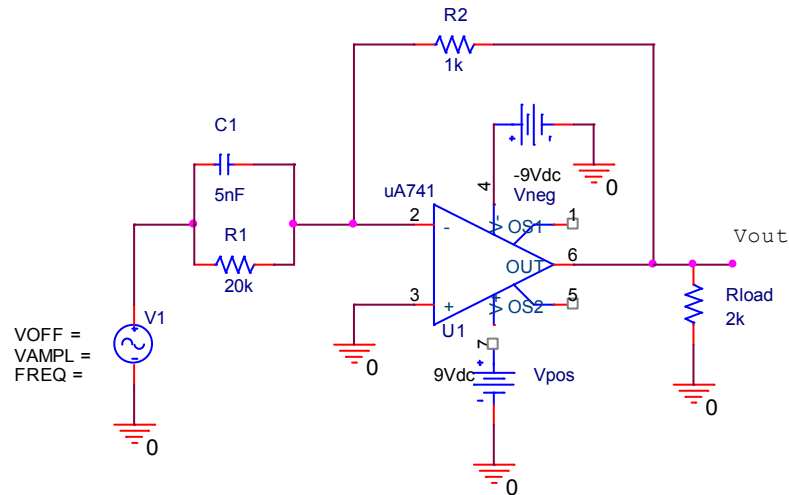 R2
1k
C1
5nF
R1
20k
uA741
+
-
-9Vdc
Vneg
4
2
-
V-
OS1
1
OUT
6
3
+
V+
OS2
5
U1
7
Vout
Rload
2k
V1
+
-
VOFF =
VAMPL =
FREQ =
9Vdc
+
-
Vpos
0
0
0
0
0